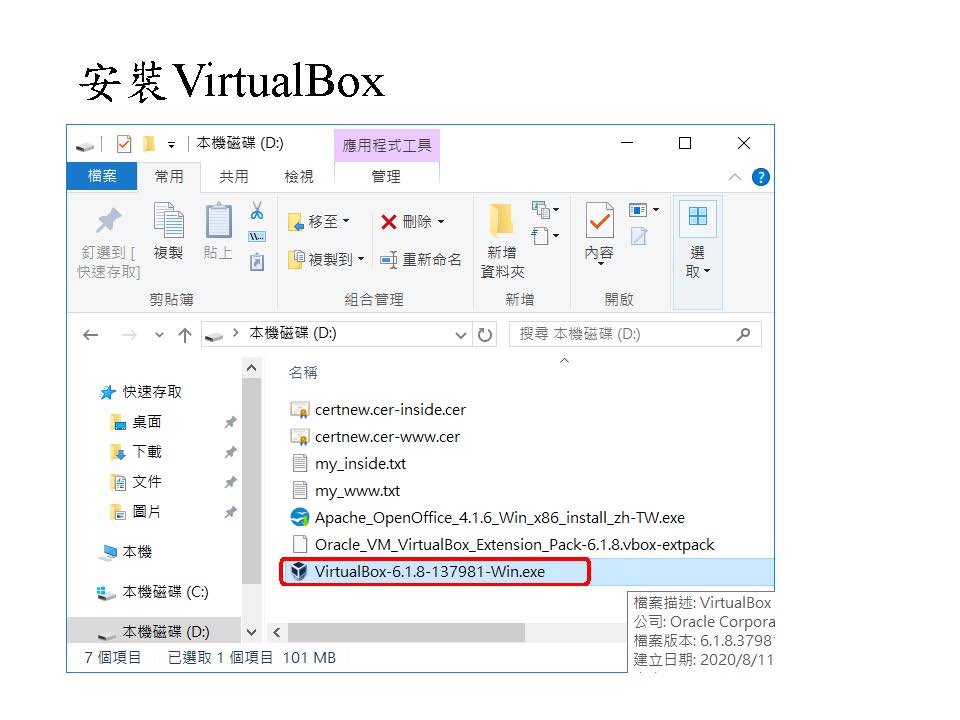 安裝VirtualBox
本機磁碟 (D:)
應用程式工具
檔案
常用
共用
檢視
管理
釘選到 [
快速存取]
複製
貼上
移至
複製到
刪除
重新命名
新增
資料夾
內容
選
取
剪貼簿
組合管理
新增
開啟
本機磁碟 (D:)
搜尋 本機磁碟 (D:)
名稱
快速存取
桌面
下載
文件
圖片
本機
本機磁碟 (C:)
本機磁碟 (D:)
certnew.cer-inside.cer
certnew.cer-www.cer
my_inside.txt
my_www.txt
Apache_OpenOffice_4.1.6_Win_x86_install_zh-TW.exe
Oracle_VM_VirtualBox_Extension_Pack-6.1.8.vbox-extpack
VirtualBox-6.1.8-137981-Win.exe
檔案描述: VirtualBox
公司: Oracle Corpora
檔案版本: 6.1.8.3798
建立日期: 2020/8/11
7 個項目 已選取 1 個項目 101 MB